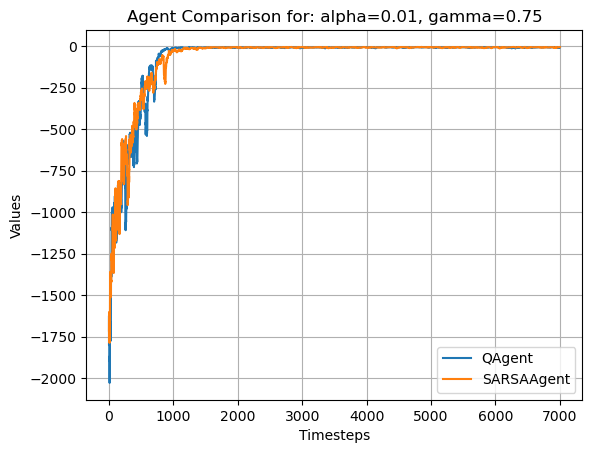 Agent Comparison for: alpha=0.01, gamma=0.75
Values
0
−250
−500
−750
−1000
−1250
−1500
−1750
−2000
0 1000 2000 3000 4000 5000 6000 7000
Timesteps
QAgent
SARSAAgent